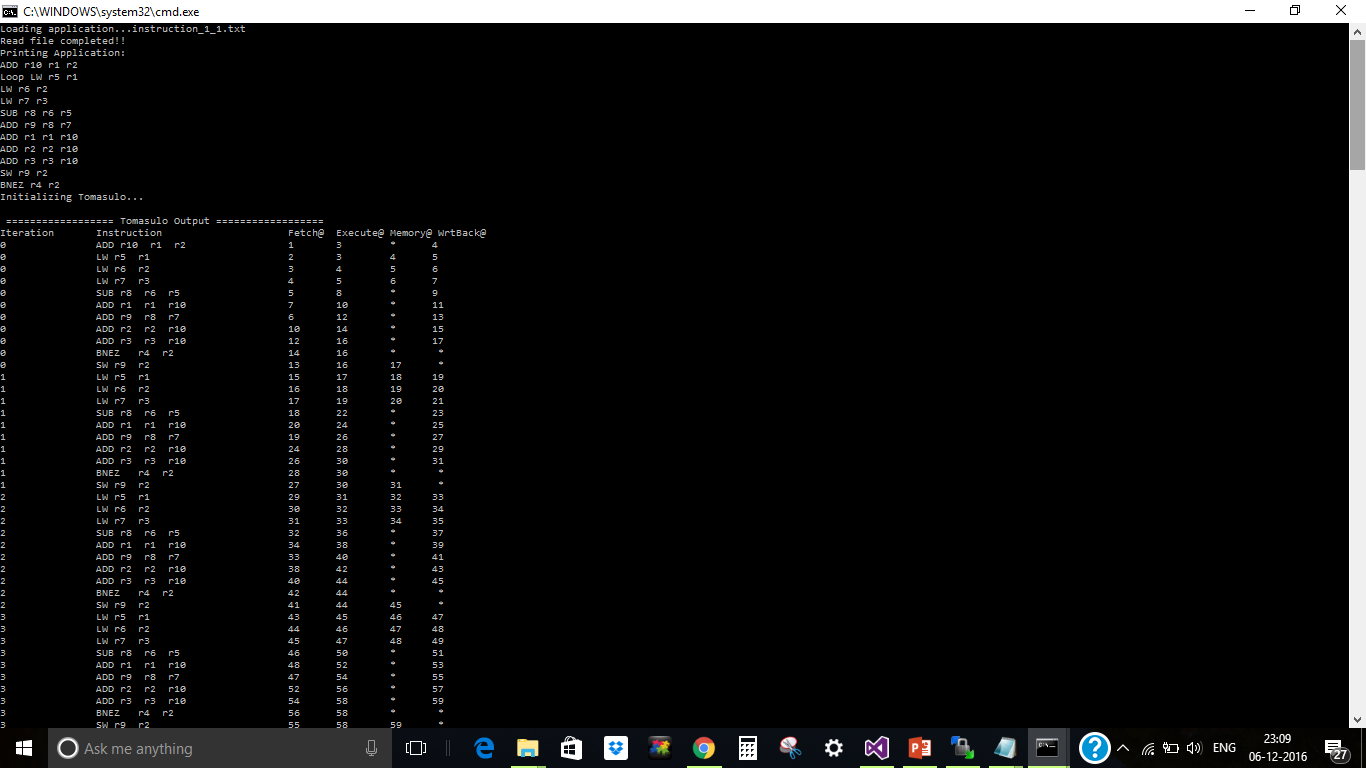 C:\WINDOWS\system32\cmd.exe
Loading application...instruction_1_1.txt
Read file completed!!
Printing Application:
ADD r10 r1 r2
Loop LW r5 r1
LW r6 r2
LW r7 r3
SUB r8 r6 r5
ADD r9 r8 r7
ADD r1 r1 r10
ADD r2 r2 r10
ADD r3 r3 r10
SW r9 r2
BNEZ r4 r2
Initializing Tomasulo...
================== Tomasulo Output ==================
Iteration Instruction Fetch@ Execute@ Memory@ WrtBack@
0 ADD r10 r1 r2 1 3 * 4
0 LW r5 r1 2 3 4 5
0 LW r6 r2 3 4 5 6
0 LW r7 r3 4 5 6 7
0 SUB r8 r6 r5 5 8 * 9
0 ADD r1 r1 r10 7 10 * 11
0 ADD r9 r8 r7 6 12 * 13
0 ADD r2 r2 r10 10 14 * 15
0 ADD r3 r3 r10 12 16 * 17
0 BNEZ r4 r2 14 16 * *
0 SW r9 r2 13 16 17 *
1 LW r5 r1 15 17 18 19
1 LW r6 r2 16 18 19 20
1 LW r7 r3 17 19 20 21
1 SUB r8 r6 r5 18 22 * 23
1 ADD r1 r1 r10 20 24 * 25
1 ADD r9 r8 r7 19 26 * 27
1 ADD r2 r2 r10 24 28 * 29
1 ADD r3 r3 r10 26 30 * 31
1 BNEZ r4 r2 28 30 * *
1 SW r9 r2 27 30 31 *
2 LW r5 r1 29 31 32 33
2 LW r6 r2 30 32 33 34
2 LW r7 r3 31 33 34 35
2 SUB r8 r6 r5 32 36 * 37
2 ADD r1 r1 r10 34 38 * 39
2 ADD r9 r8 r7 33 40 * 41
2 ADD r2 r2 r10 38 42 * 43
2 ADD r3 r3 r10 40 44 * 45
2 BNEZ r4 r2 42 44 * *
2 SW r9 r2 41 44 45 *
3 LW r5 r1 43 45 46 47
3 LW r6 r2 44 46 47 48
3 LW r7 r3 45 47 48 49
3 SUB r8 r6 r5 46 50 * 51
3 ADD r1 r1 r10 48 52 * 53
3 ADD r9 r8 r7 47 54 * 55
3 ADD r2 r2 r10 52 56 * 57
3 ADD r3 r3 r10 54 58 * 59
3 BNEZ r4 r2 56 58 * *
3 SW r9 r2 55 58 59 *
Ask me anything
ENG
23:09
06-12-2016
27